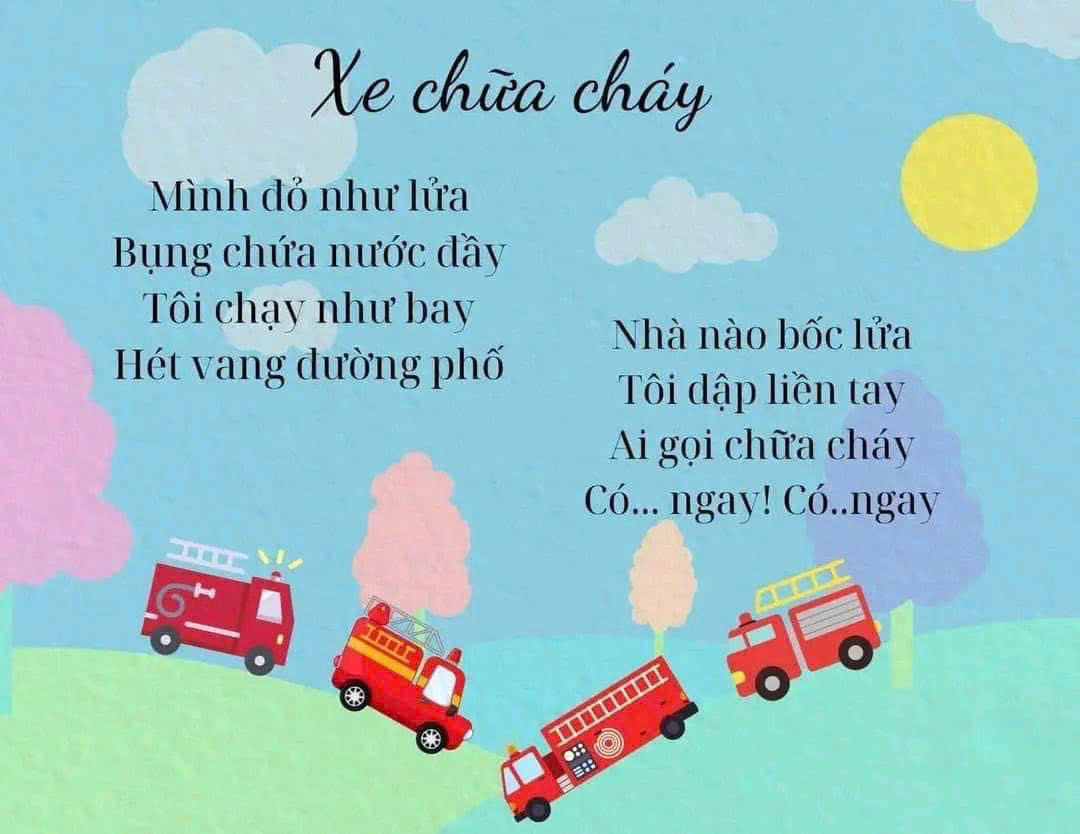 Xe chữa cháy
Mình đỏ như lửa
Bụng chứa nước đầy
Tôi chạy như bay
Hét vang đường phố
Nhà nào bốc lửa
Tôi dập liền tay
Ai gọi chữa cháy
Có... ngay! Có..ngay